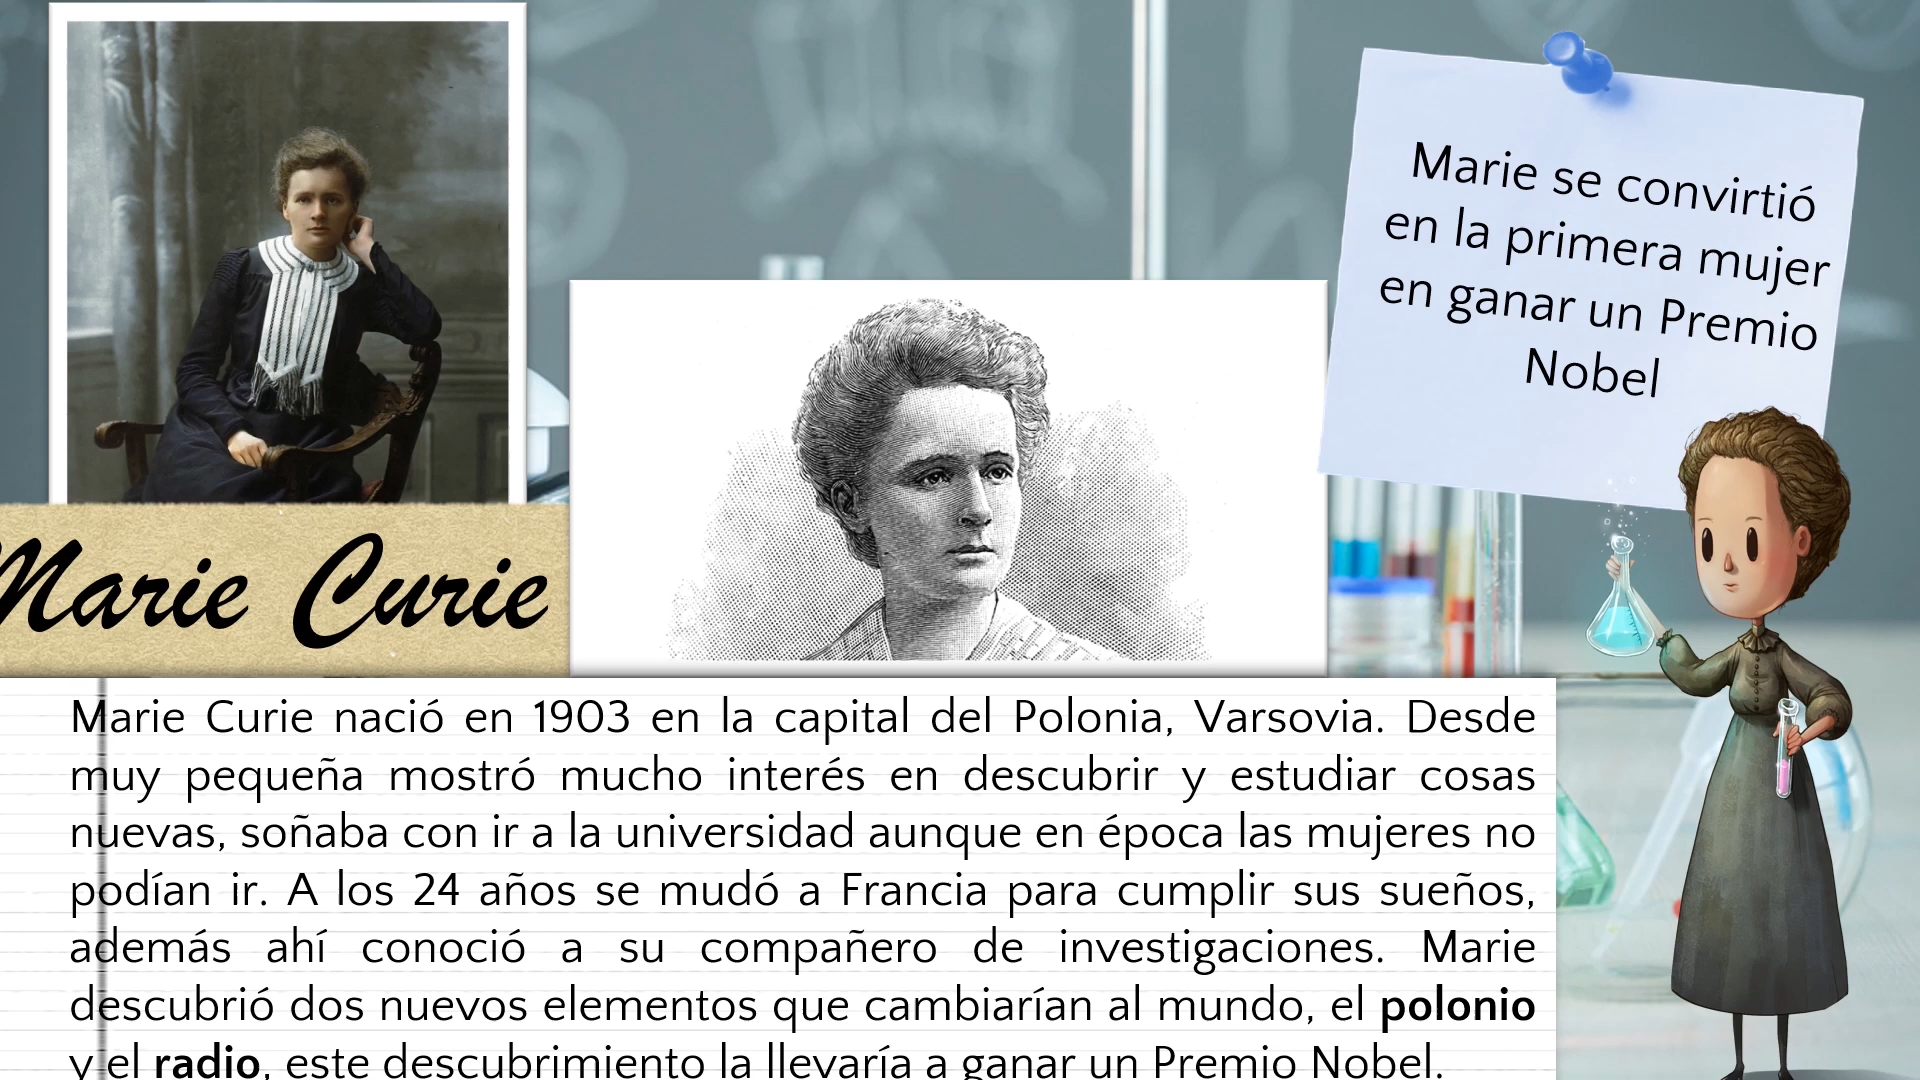 Marie se convirtió
en la primera mujer
en ganar un Premio
Nobel
Marie Curie
Marie Curie nació en 1903 en la capital del Polonia, Varsovia. Desde
muy pequeña mostró mucho interés en descubrir y estudiar cosas
nuevas, soñaba con ir a la universidad aunque en época las mujeres no
podían ir. A los 24 años se mudó a Francia para cumplir sus sueños,
además ahí conoció a su compañero de investigaciones. Marie
descubrió dos nuevos elementos que cambiarían al mundo, el polonio
y el radio, este descubrimiento la llevaría a ganar un Premio Nobel.